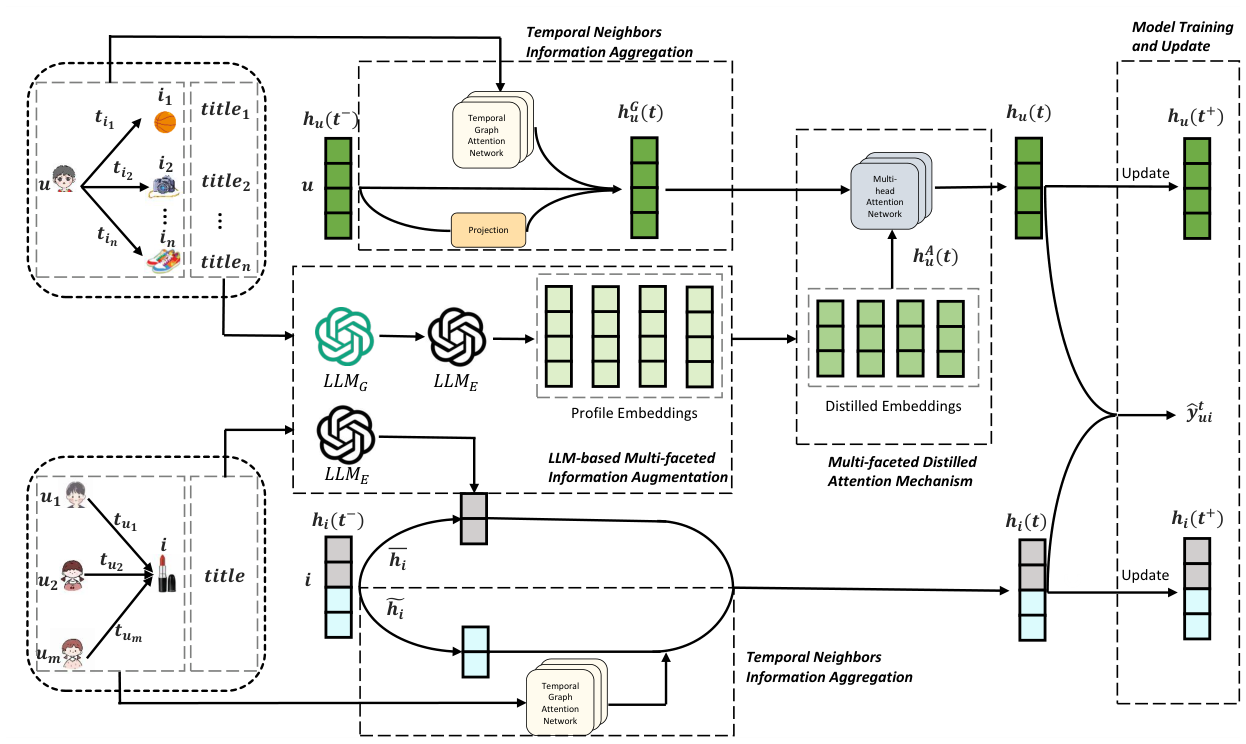 Temporal Neighbors
Information Aggregation
Model Training
and Update
t_{i_1}
i_1
title_1
h_u(t^-)
Temporal
Graph
Attention
Network
h_u^G(t)
h_u(t)
h_u(t^+)
u
t_{i_2}
i_2
title_2
u
Multi-
head
Attention
Network
Update
⋮
⋮
t_{i_n}
i_n
title_n
Projection
h_u^A(t)
LLM_G
LLM_E
Profile Embeddings
Distilled Embeddings
ŷ_{ui}^t
LLM_E
LLM-based Multi-faceted
Information Augmentation
Multi-faceted Distilled
Attention Mechanism
u_1
t_{u_1}
h_i(t^-)
h_i(t)
h_i(t^+)
u_2
t_{u_2}
i
title
i
\overline{h_i}
\widetilde{h_i}
Update
u_m
t_{u_m}
Temporal
Graph
Attention
Network
Temporal Neighbors
Information Aggregation